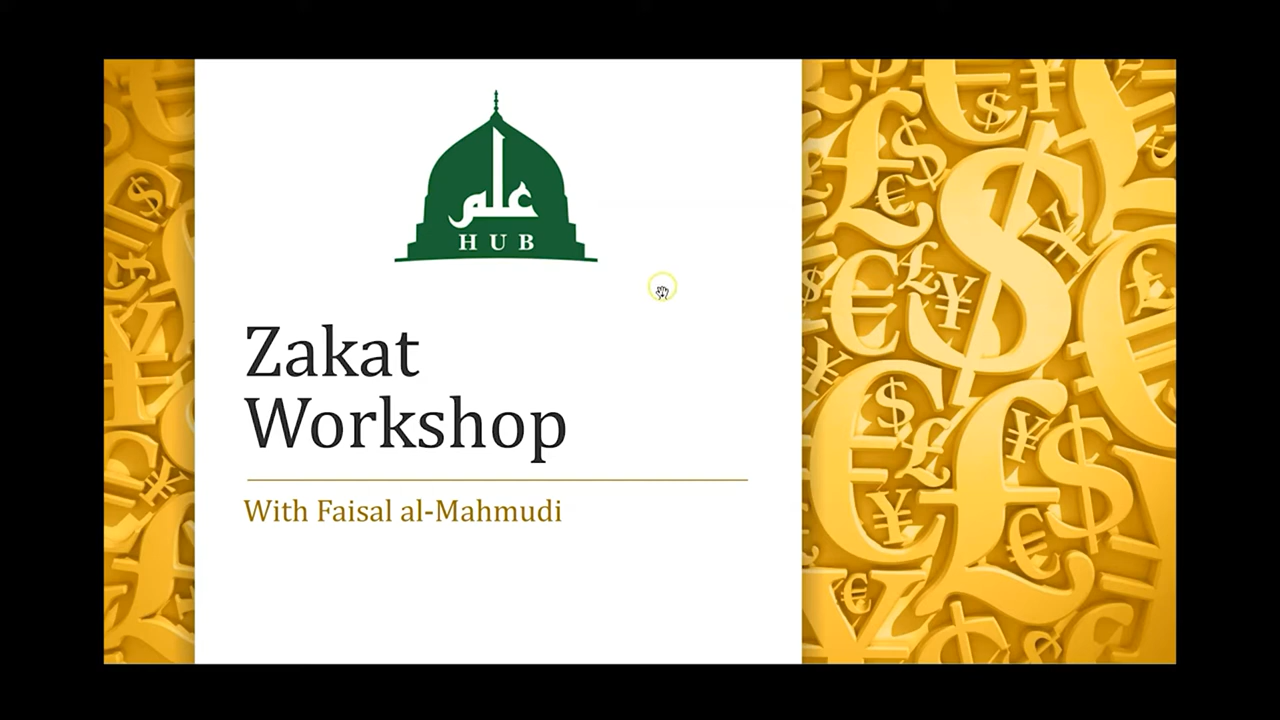 علم
HUB
Zakat
Workshop
With Faisal al-Mahmudi